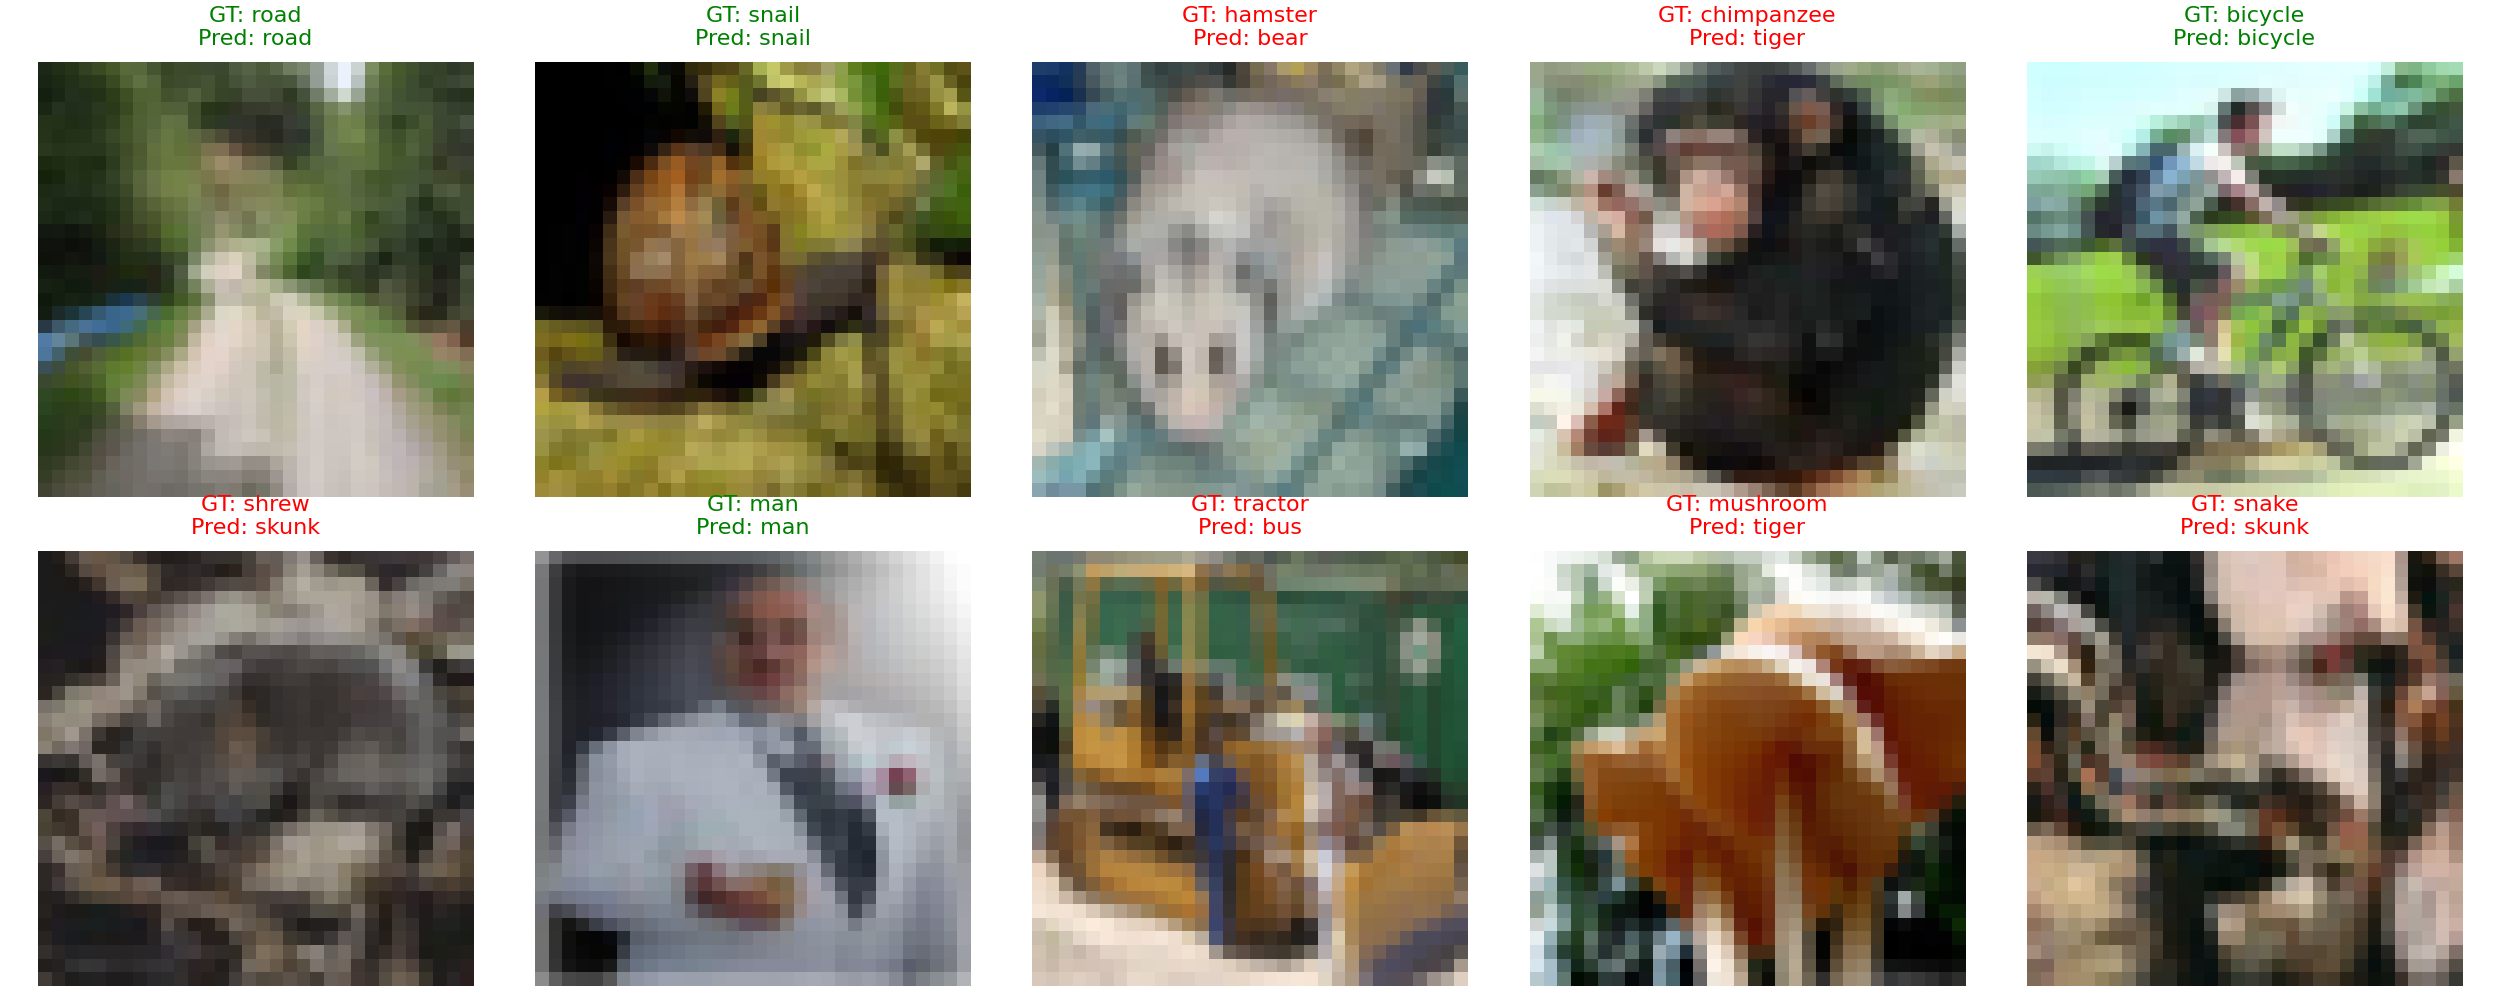 GT: road
Pred: road
GT: snail
Pred: snail
GT: hamster
Pred: bear
GT: chimpanzee
Pred: tiger
GT: bicycle
Pred: bicycle
GT: shrew
Pred: skunk
GT: man
Pred: man
GT: tractor
Pred: bus
GT: mushroom
Pred: tiger
GT: snake
Pred: skunk